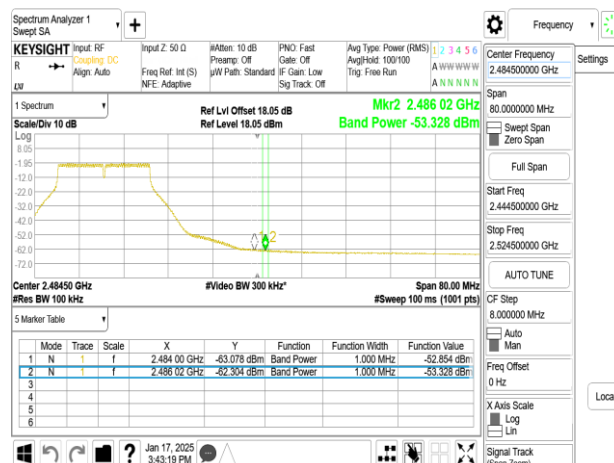 Spectrum Analyzer 1
Swept SA
Frequency
KEYSIGHT
R
Input: RF
Coupling: DC
Align: Auto
Input Z: 50 Ω
Freq Ref: Int (S)
NFE: Adaptive
#Atten: 10 dB
Preamp: Off
µW Path: Standard
PNO: Fast
Gate: Off
IF Gain: Low
Sig Track: Off
Avg Type: Power (RMS)
Avg|Hold: 100/100
Trig: Free Run
1 2 3 4 5 6
A W W W W W
A N N N N N
1 Spectrum
Scale/Div 10 dB
Ref Lvl Offset 18.05 dB
Ref Level 18.05 dBm
Mkr2 2.486 02 GHz
Band Power -53.328 dBm
Log
8.05
-1.95
-12.0
-22.0
-32.0
-42.0
-52.0
-62.0
-72.0
1 2
Center 2.48450 GHz
#Res BW 100 kHz
#Video BW 300 kHz*
Span 80.00 MHz
#Sweep 100 ms (1001 pts)
5 Marker Table
Mode Trace Scale X Y Function Function Width Function Value
1 N 1 f 2.484 00 GHz -63.078 dBm Band Power 1.000 MHz -52.854 dBm
2 N 1 f 2.486 02 GHz -62.304 dBm Band Power 1.000 MHz -53.328 dBm
3
4
5
6
Jan 17, 2025
3:43:19 PM
Center Frequency
2.484500000 GHz
Settings
Span
80.0000000 MHz
Swept Span
Zero Span
Full Span
Start Freq
2.444500000 GHz
Stop Freq
2.524500000 GHz
AUTO TUNE
CF Step
8.000000 MHz
Auto
Man
Freq Offset
0 Hz
Loca
X Axis Scale
Log
Lin
Signal Track
(Span Zoom)